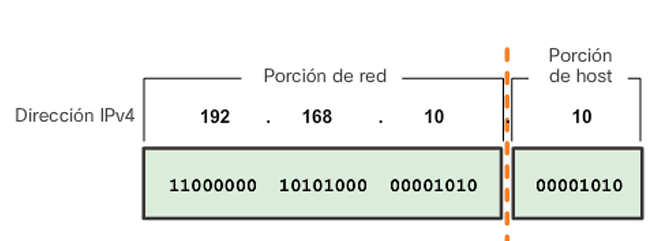 Porción de red
Porción
de host
Dirección IPv4 192 . 168 . 10 . 10
11000000 10101000 00001010 00001010